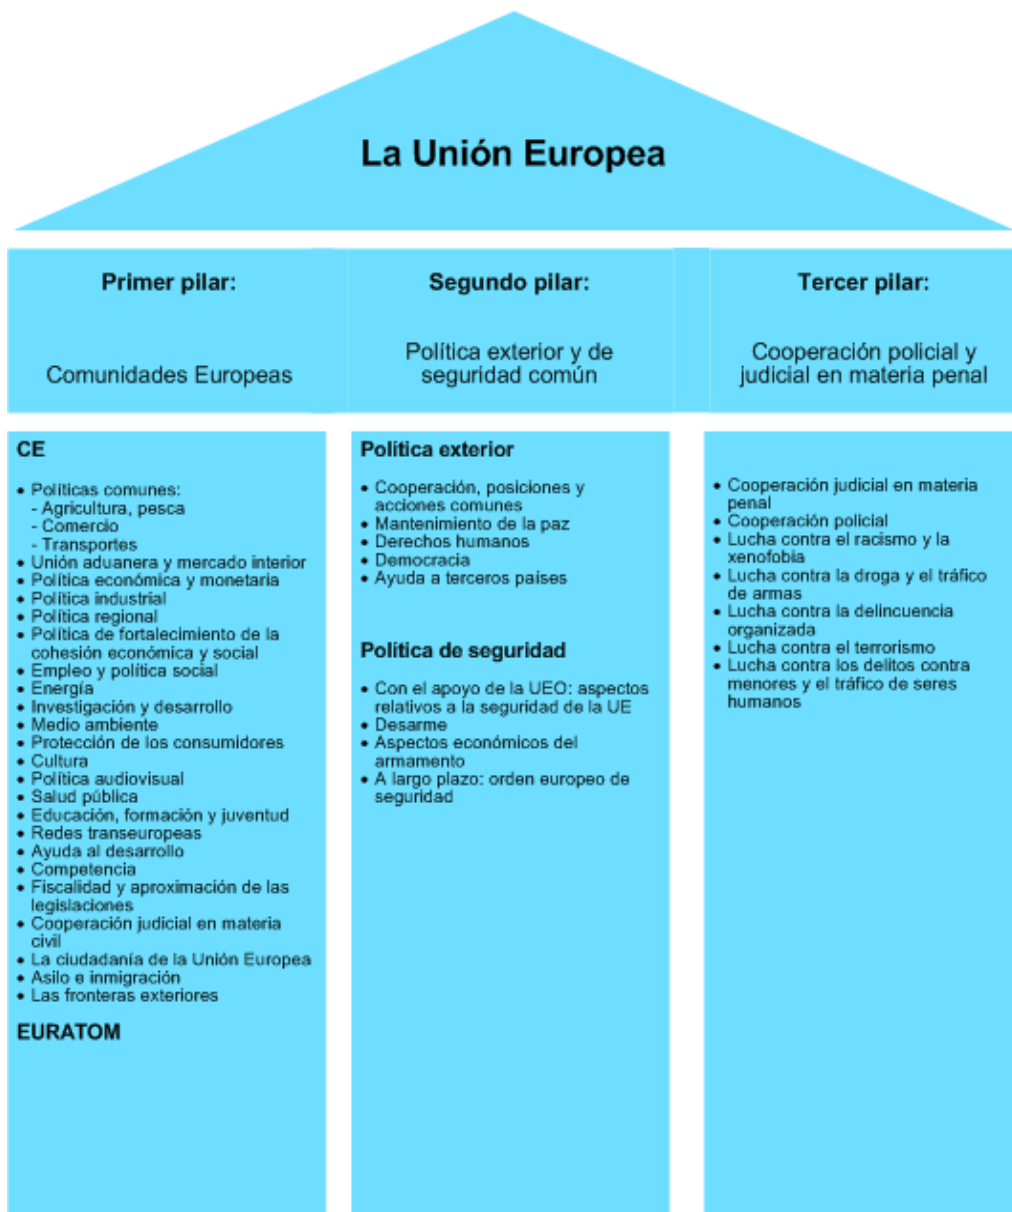 La Unión Europea
Primer pilar:
Comunidades Europeas
Segundo pilar:
Política exterior y de
seguridad común
Tercer pilar:
Cooperación policial y
judicial en materia penal
CE
• Políticas comunes:
- Agricultura, pesca
- Comercio
- Transportes
• Unión aduanera y mercado interior
• Política económica y monetaria
• Política industrial
• Política regional
• Política de fortalecimiento de la
cohesión económica y social
• Empleo y política social
• Energía
• Investigación y desarrollo
• Medio ambiente
• Protección de los consumidores
• Cultura
• Política audiovisual
• Salud pública
• Educación, formación y juventud
• Redes transeuropeas
• Ayuda al desarrollo
• Competencia
• Fiscalidad y aproximación de las
legislaciones
• Cooperación judicial en materia
civil
• La ciudadanía de la Unión Europea
• Asilo e inmigración
• Las fronteras exteriores
EURATOM
Política exterior
• Cooperación, posiciones y
acciones comunes
• Mantenimiento de la paz
• Derechos humanos
• Democracia
• Ayuda a terceros países
Política de seguridad
• Con el apoyo de la UEO: aspectos
relativos a la seguridad de la UE
• Desarme
• Aspectos económicos del
armamento
• A largo plazo: orden europeo de
seguridad
• Cooperación judicial en materia
penal
• Cooperación policial
• Lucha contra el racismo y la
xenofobia
• Lucha contra la droga y el tráfico
de armas
• Lucha contra la delincuencia
organizada
• Lucha contra el terrorismo
• Lucha contra los delitos contra
menores y el tráfico de seres
humanos